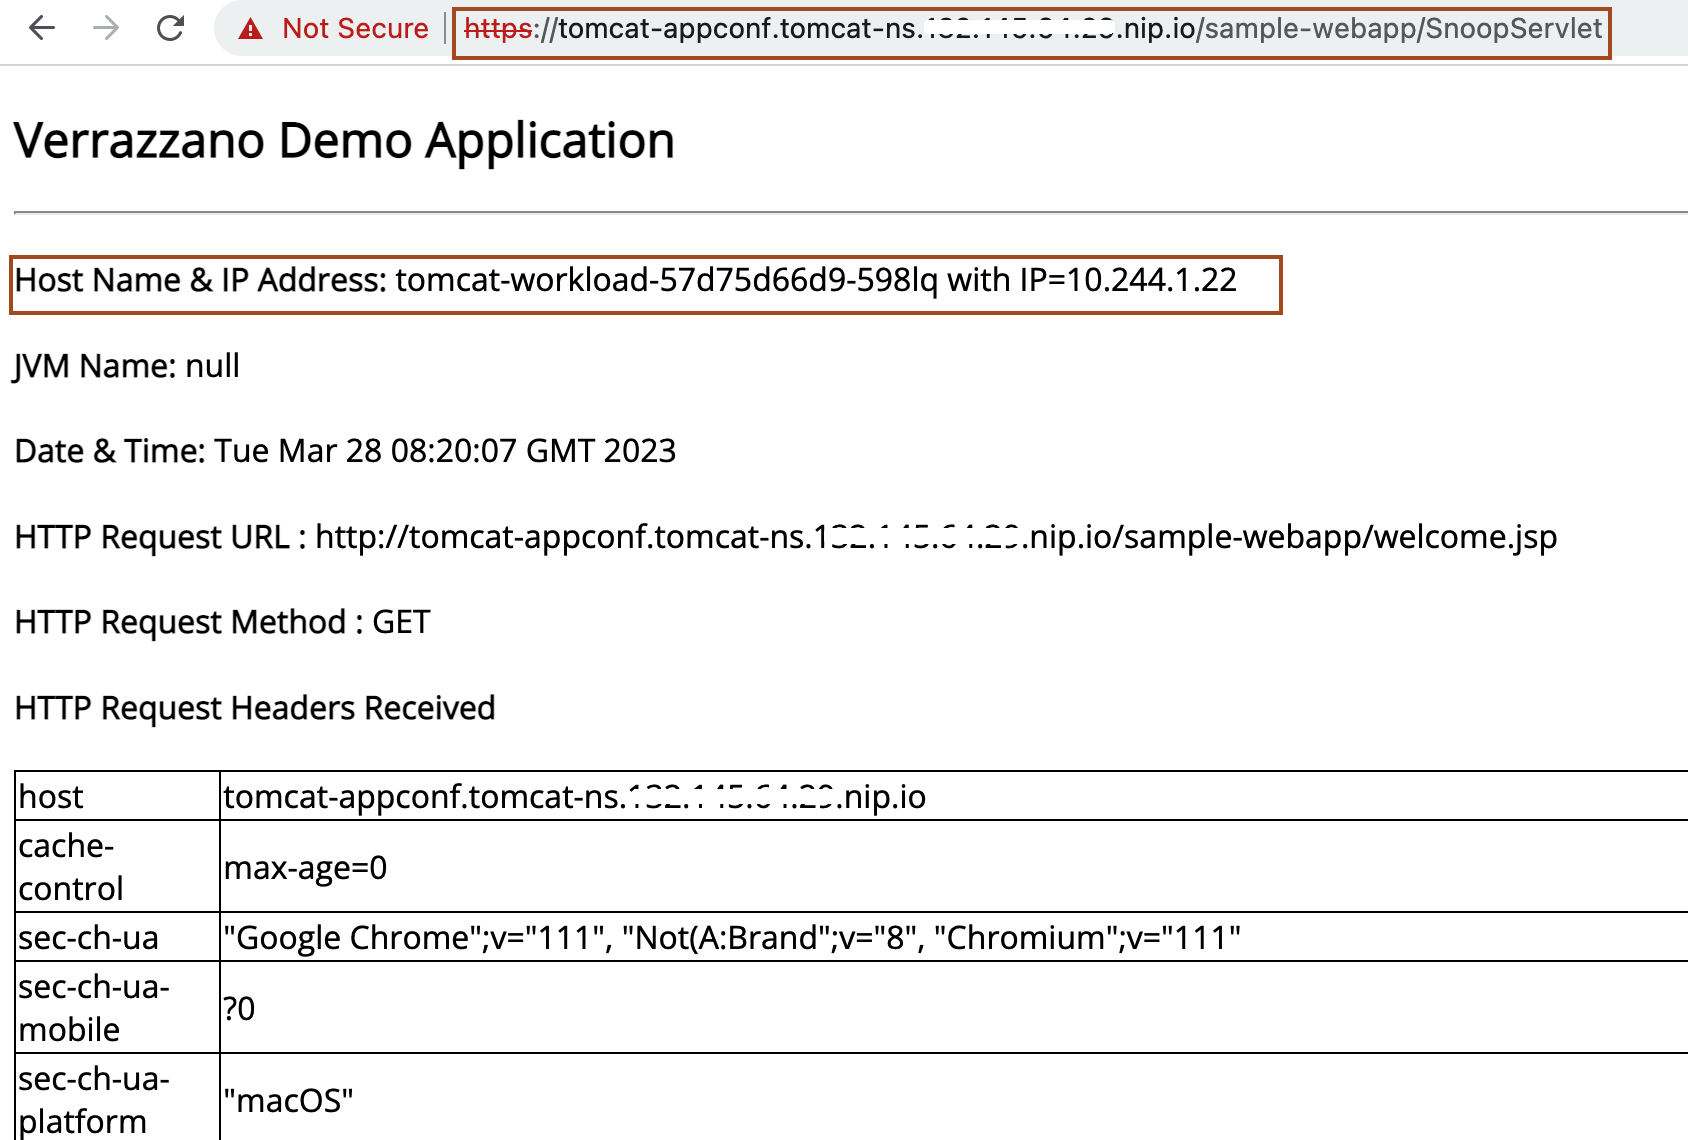 Not Secure https://tomcat-appconf.tomcat-ns. .nip.io/sample-webapp/SnoopServlet
Verrazzano Demo Application
Host Name & IP Address: tomcat-workload-57d75d66d9-598lq with IP=10.244.1.22
JVM Name: null
Date & Time: Tue Mar 28 08:20:07 GMT 2023
HTTP Request URL : http://tomcat-appconf.tomcat-ns. .nip.io/sample-webapp/welcome.jsp
HTTP Request Method : GET
HTTP Request Headers Received
host tomcat-appconf.tomcat-ns. .nip.io
cache-
control
max-age=0
sec-ch-ua "Google Chrome";v="111", "Not(A:Brand";v="8", "Chromium";v="111"
sec-ch-ua-
mobile
?0
sec-ch-ua-
platform
"macOS"